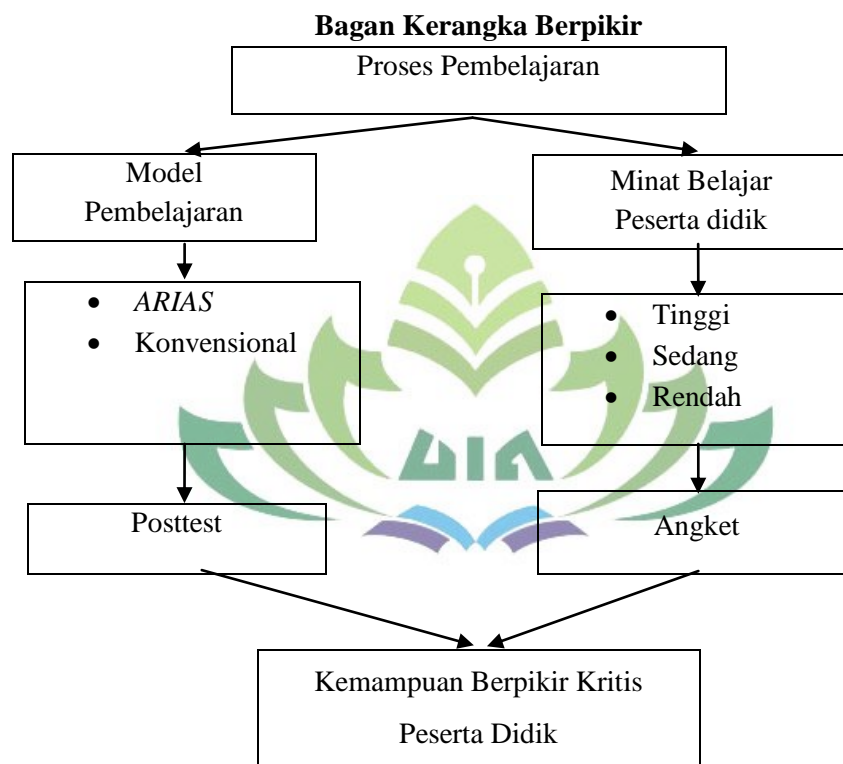 Bagan Kerangka Berpikir
Proses Pembelajaran
Model
Pembelajaran
Minat Belajar
Peserta didik
• ARIAS
• Konvensional
• Tinggi
• Sedang
• Rendah
UIN
Posttest
Angket
Kemampuan Berpikir Kritis
Peserta Didik